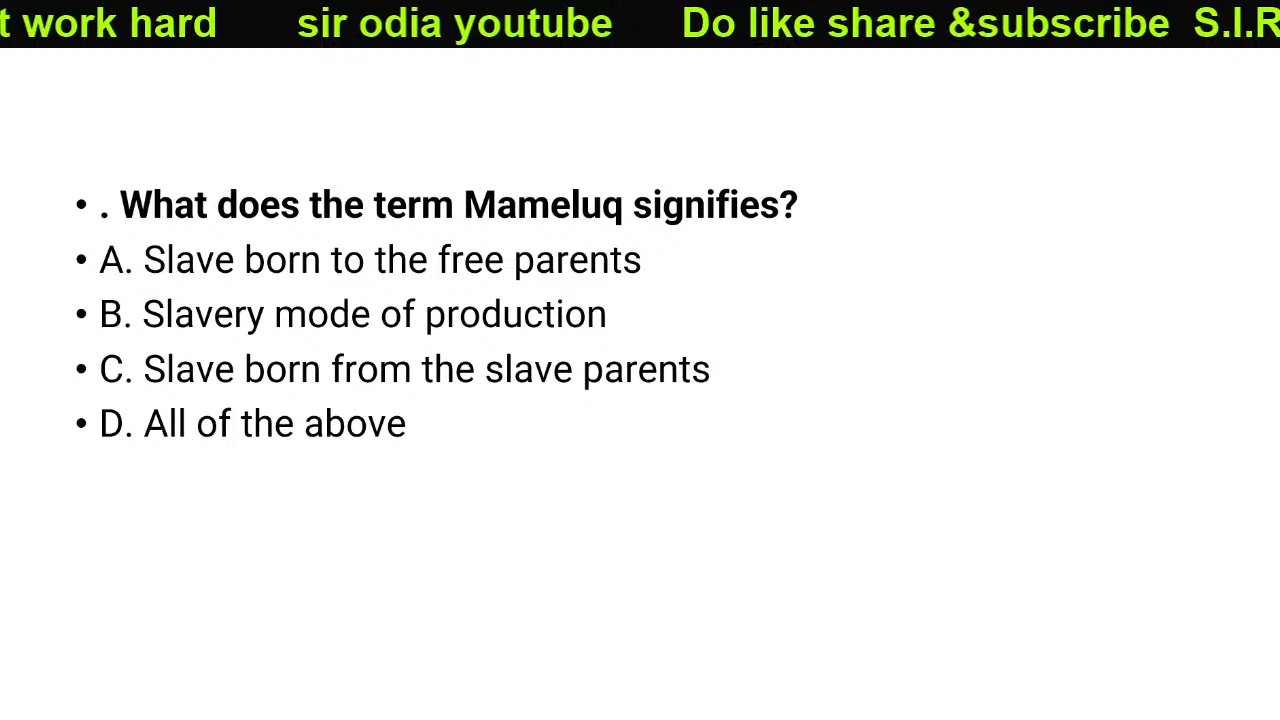 t work hard sir odia youtube Do like share &subscribe S.I.R
• . What does the term Mameluq signifies?
• A. Slave born to the free parents
• B. Slavery mode of production
• C. Slave born from the slave parents
• D. All of the above